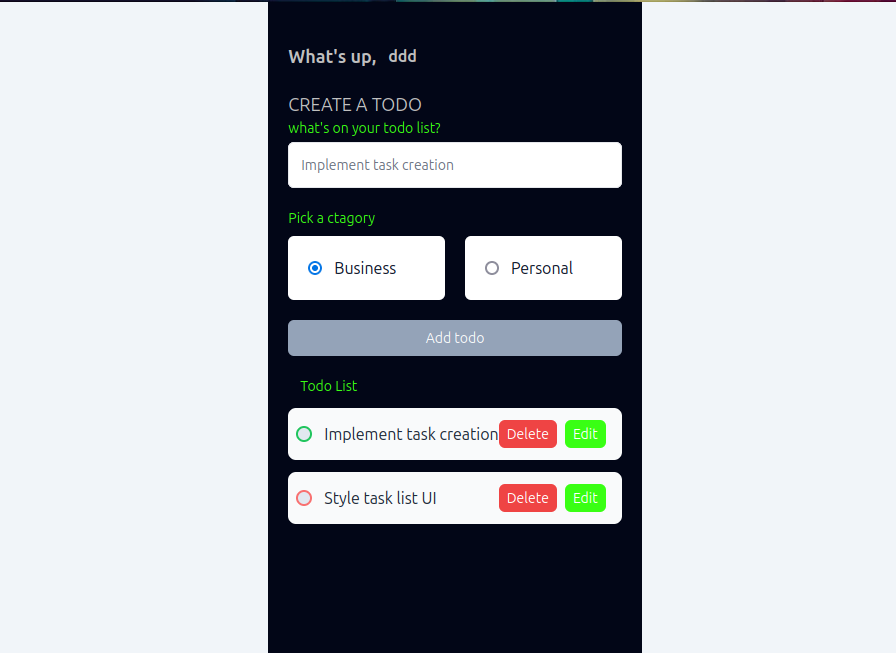 What's up, ddd
CREATE A TODO
what's on your todo list?
Implement task creation
Pick a ctagory
Business Personal
Add todo
Todo List
Implement task creation Delete Edit
Style task list UI Delete Edit